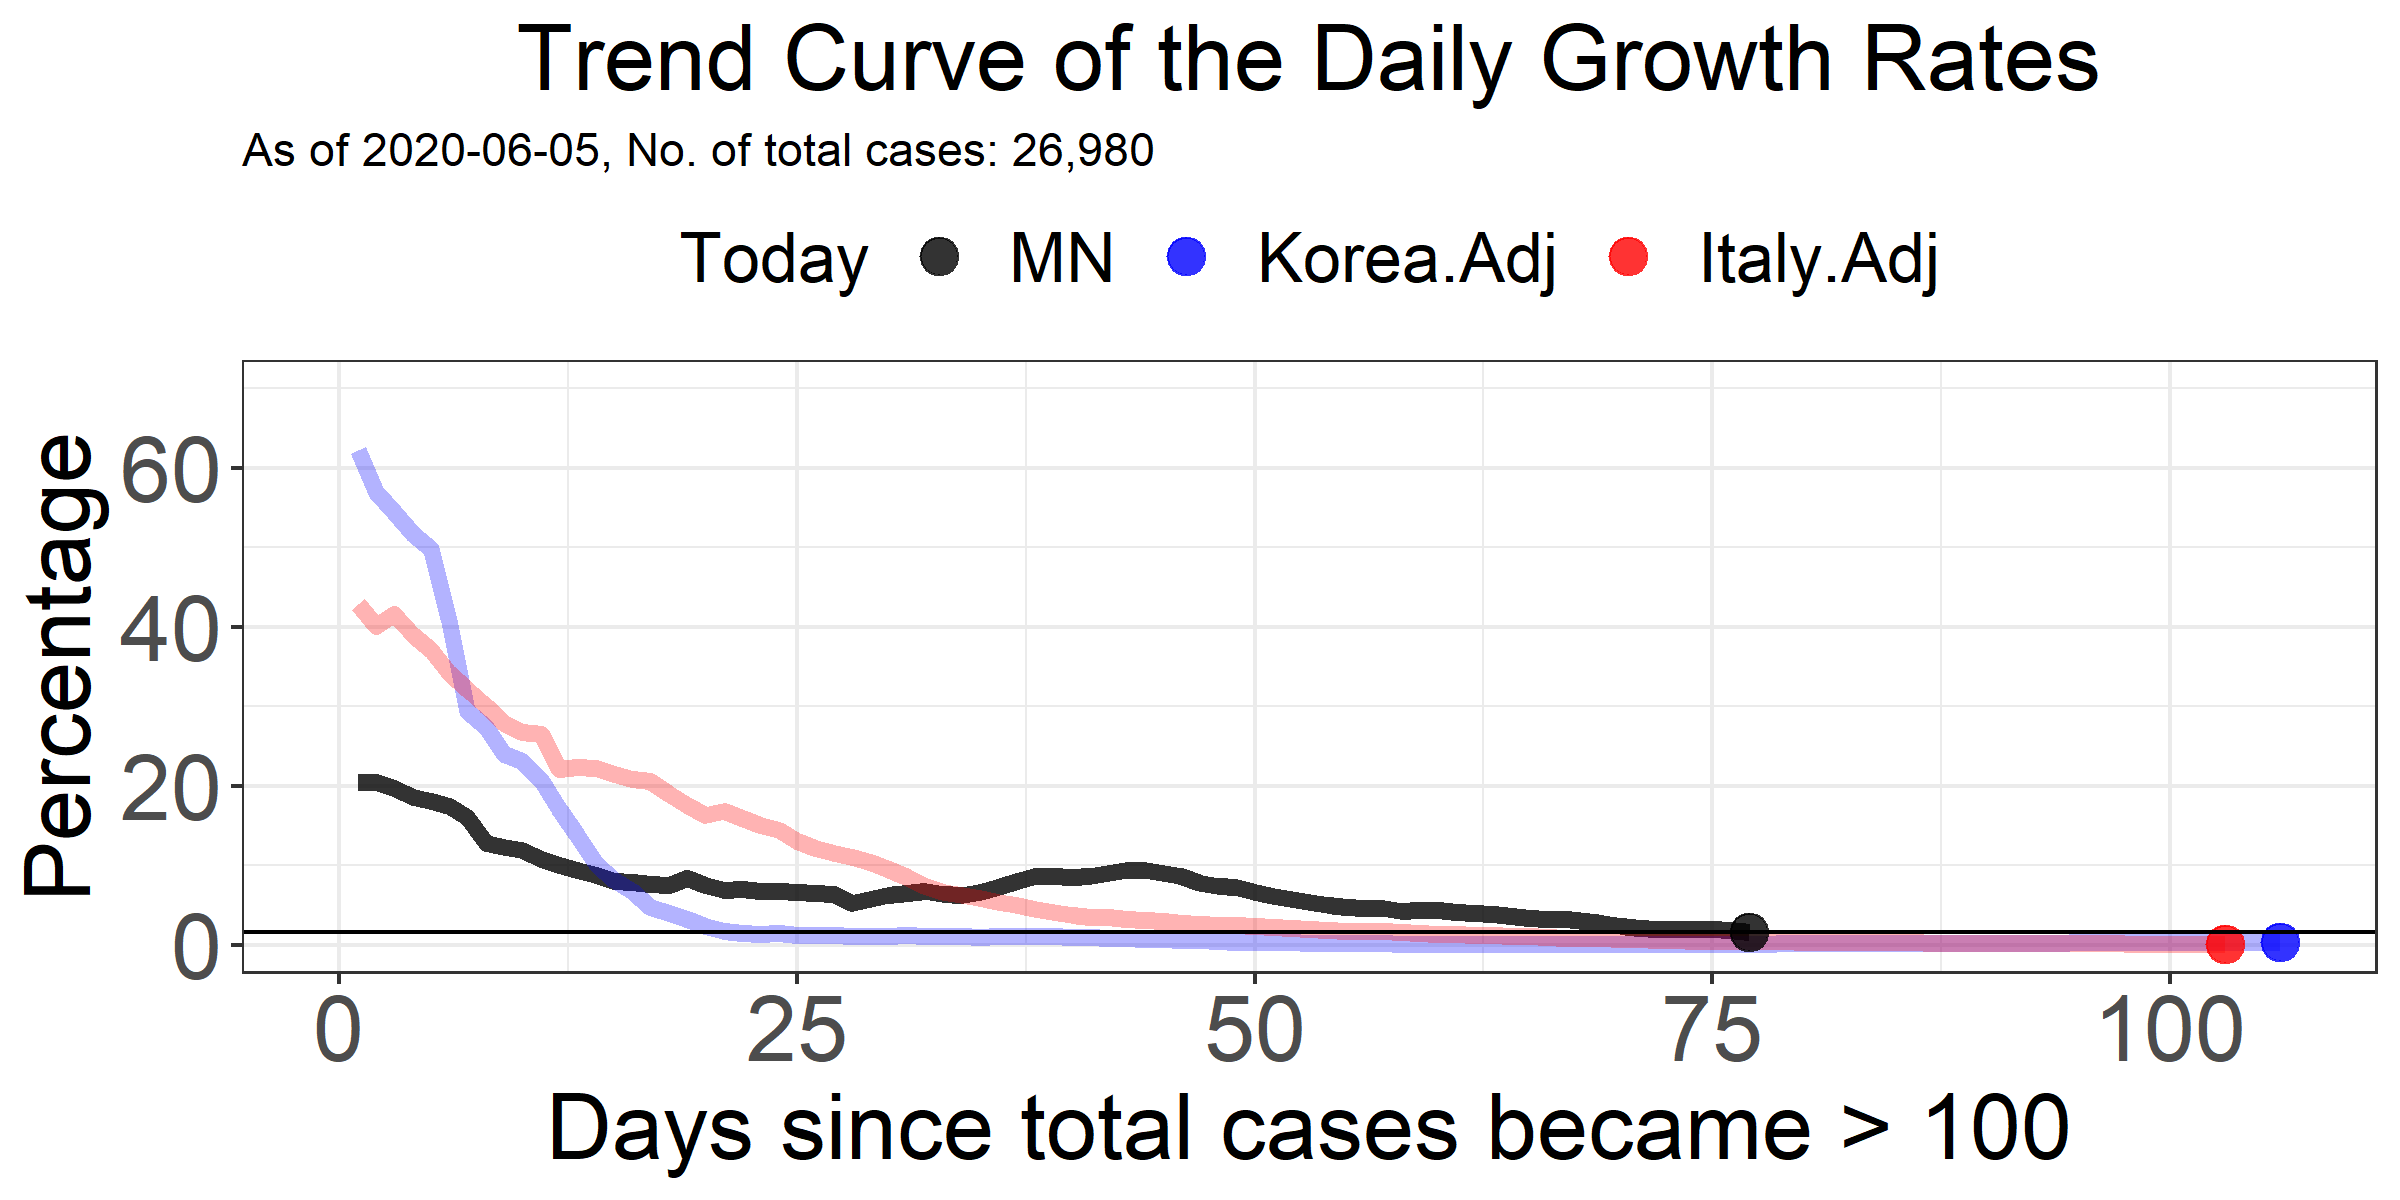 Trend Curve of the Daily Growth Rates
As of 2020-06-05, No. of total cases: 26,980
Today MN Korea.Adj Italy.Adj
Percentage
60
40
20
0
0 25 50 75 100
Days since total cases became > 100